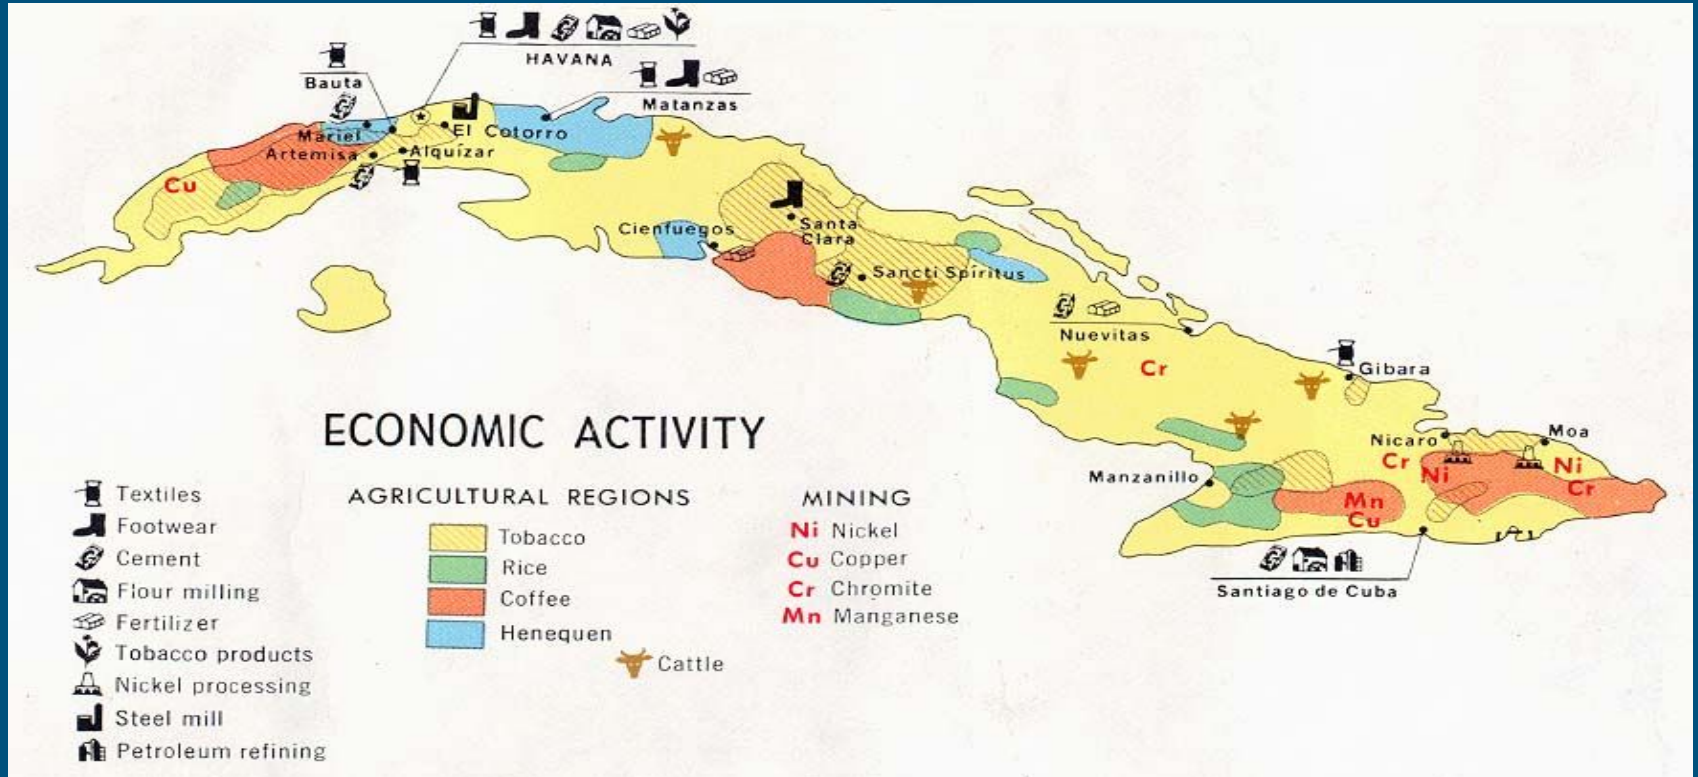 HAVANA
Bauta
Matanzas
Mariel
El Cotorro
Artemisa
Alquízar
Cu
Cienfuegos
Santa
Clara
Sancti Spíritus
Nuevitas
Cr
Gibara
Nicaro
Moa
Cr
Ni
Ni
Cr
Manzanillo
Mn
Cu
Santiago de Cuba
ECONOMIC ACTIVITY
Textiles
Footwear
Cement
Flour milling
Fertilizer
Tobacco products
Nickel processing
Steel mill
Petroleum refining
AGRICULTURAL REGIONS
Tobacco
Rice
Coffee
Henequen
Cattle
MINING
Ni Nickel
Cu Copper
Cr Chromite
Mn Manganese